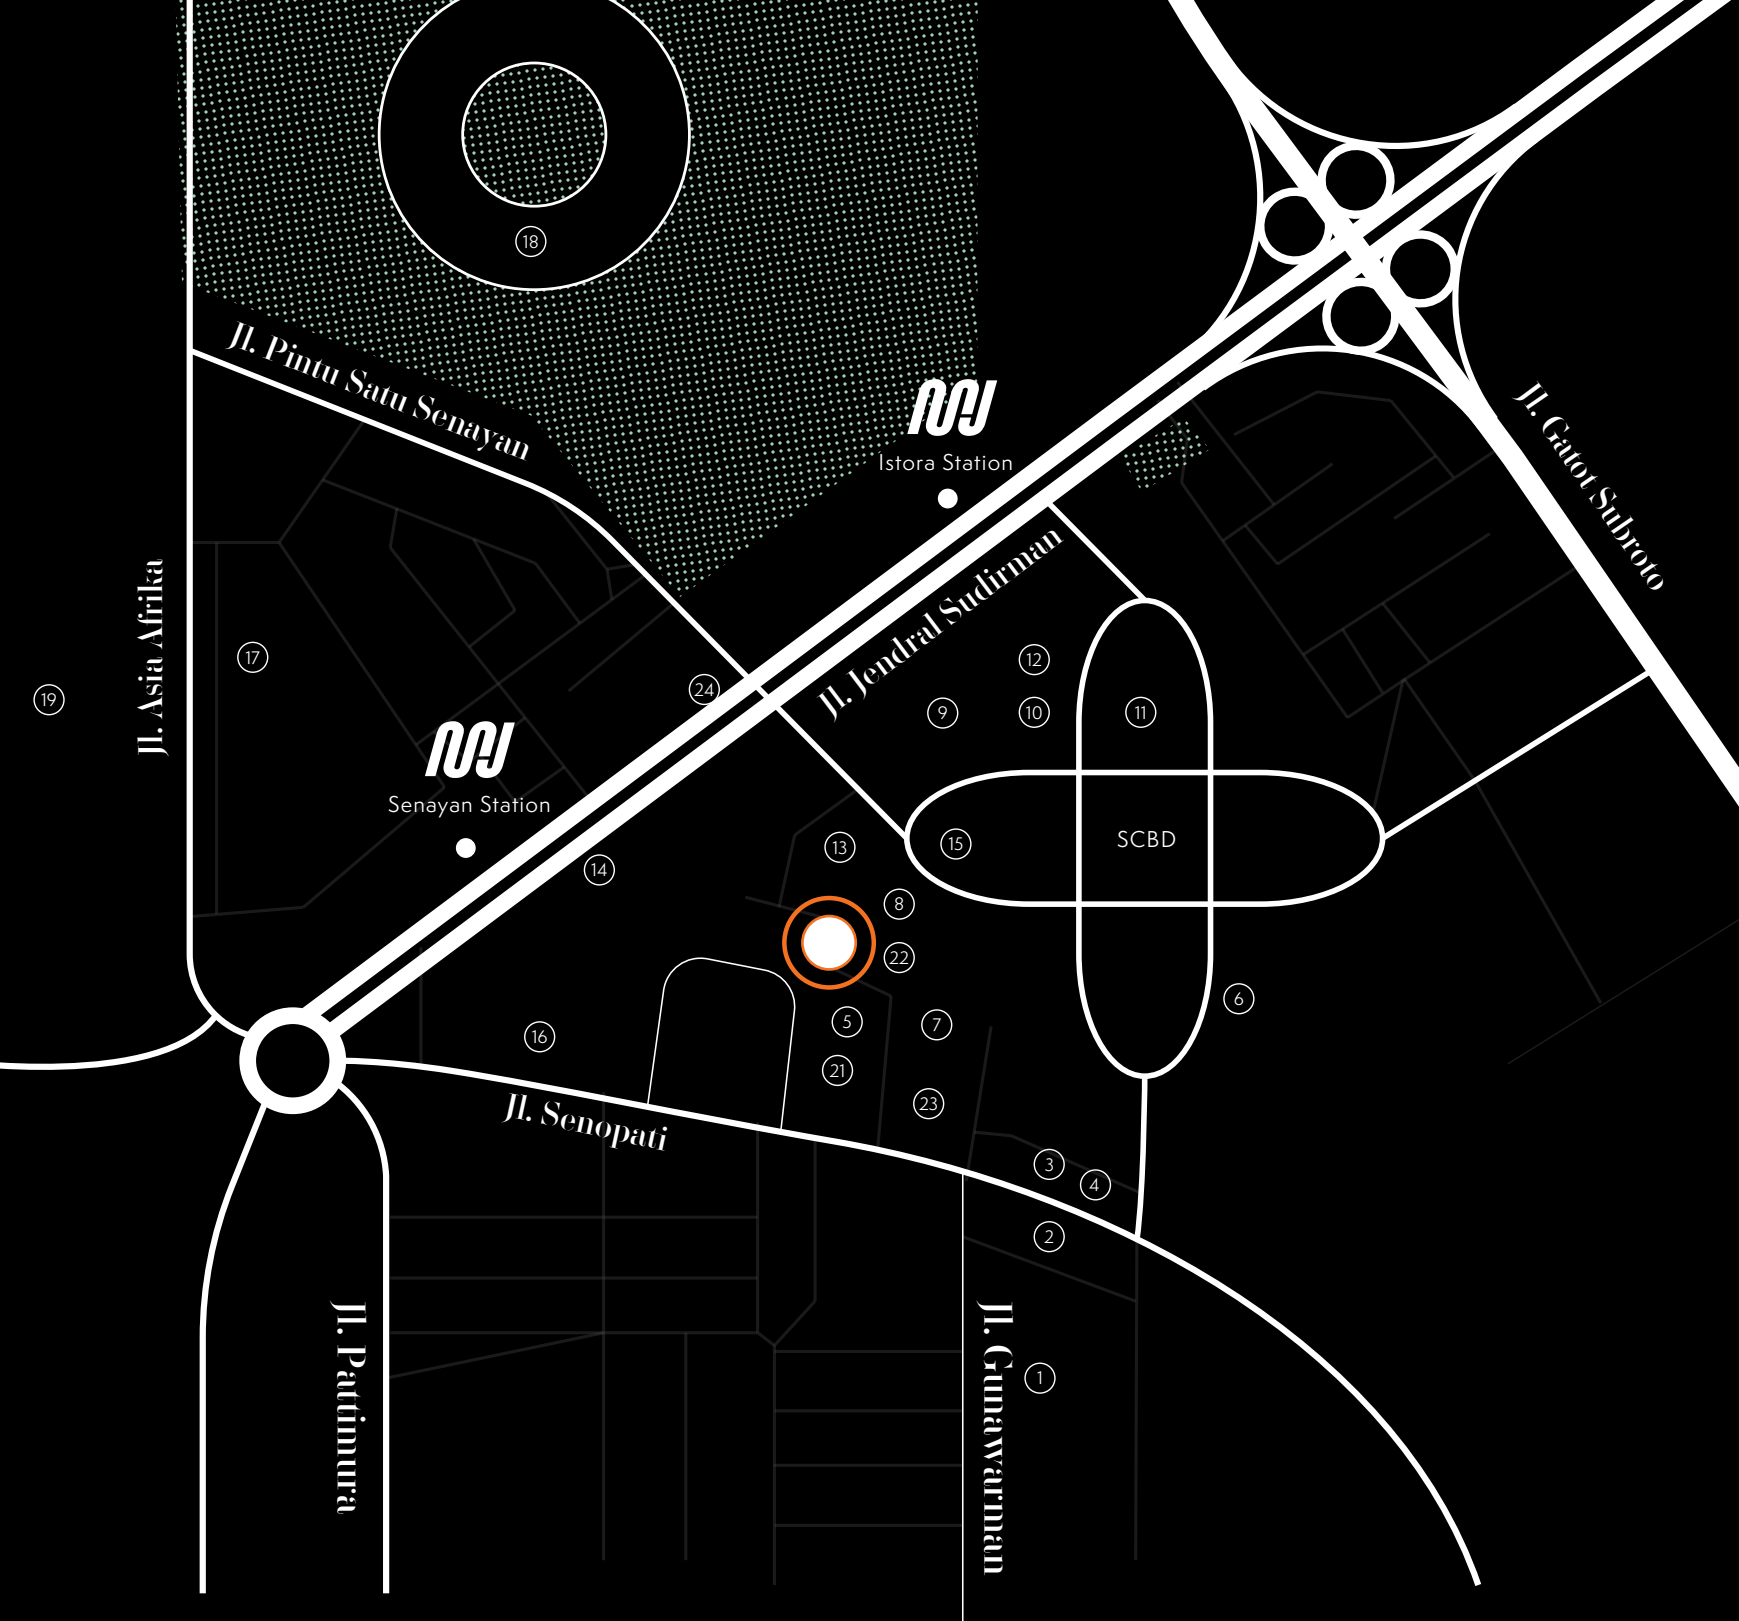 18
Jl. Pintu Satu Senayan
Istora Station
Jl. Gatot Subroto
Jl. Jendral Sudirman
Jl. Asia Afrika
17
19
24
12
9
10
11
Senayan Station
13
15
SCBD
14
8
22
6
16
5
7
21
23
Jl. Senopati
3
4
2
Jl. Pattimura
Jl. Gunawarman
1